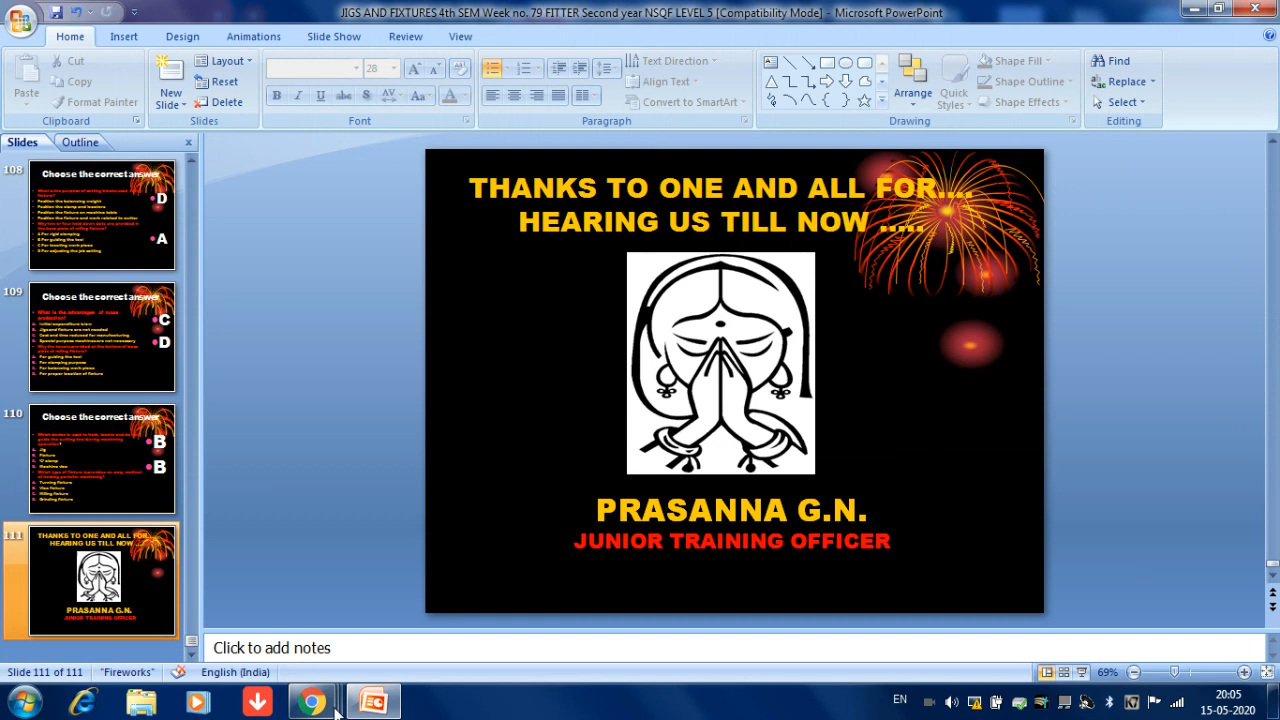 JIGS AND FIXTURES 4th SEM Week no. 79 FITTER Second year NSQF LEVEL 5 [Compatibility Mode] - Microsoft PowerPoint
Home Insert Design Animations Slide Show Review View
Paste Cut Copy Format Painter
Clipboard
New Slide Layout Reset Delete
Slides
28
Font
Text Direction
Align Text
Convert to SmartArt
Paragraph
Arrange Quick Styles Shape Fill Shape Outline Shape Effects
Drawing
Find
Replace
Select
Editing
Slides Outline
108
Choose the correct answer
D
A
109
Choose the correct answer
C
D
110
Choose the correct answer
B
B
111
THANKS TO ONE AND ALL FOR
HEARING US TILL NOW
PRASANNA G.N.
JUNIOR TRAINING OFFICER
THANKS TO ONE AND ALL FOR
HEARING US TILL NOW .....
PRASANNA G.N.
JUNIOR TRAINING OFFICER
Click to add notes
Slide 111 of 111 "Fireworks" English (India) 69%
EN 20:05
15-05-2020